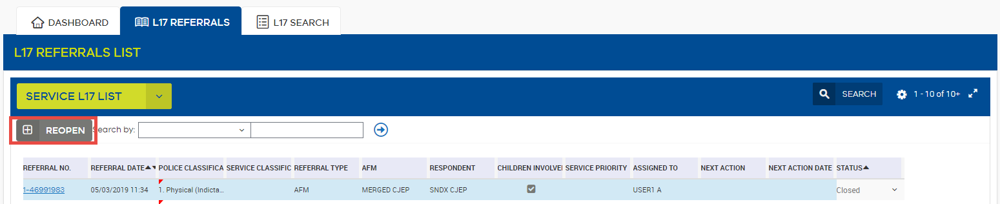 DASHBOARD
L17 REFERRALS
L17 SEARCH
L17 REFERRALS LIST
SERVICE L17 LIST
SEARCH
1 - 10 of 10+
REOPEN
Search by:
REFERRAL NO. REFERRAL DATE POLICE CLASSIFICA SERVICE CLASSIFIC REFERRAL TYPE AFM RESPONDENT CHILDREN INVOLVE SERVICE PRIORITY ASSIGNED TO NEXT ACTION NEXT ACTION DATE STATUS
1-46991983 05/03/2019 11:34 1. Physical (Indicta... AFM MERGED CJEP SNDX CJEP USER1 A Closed